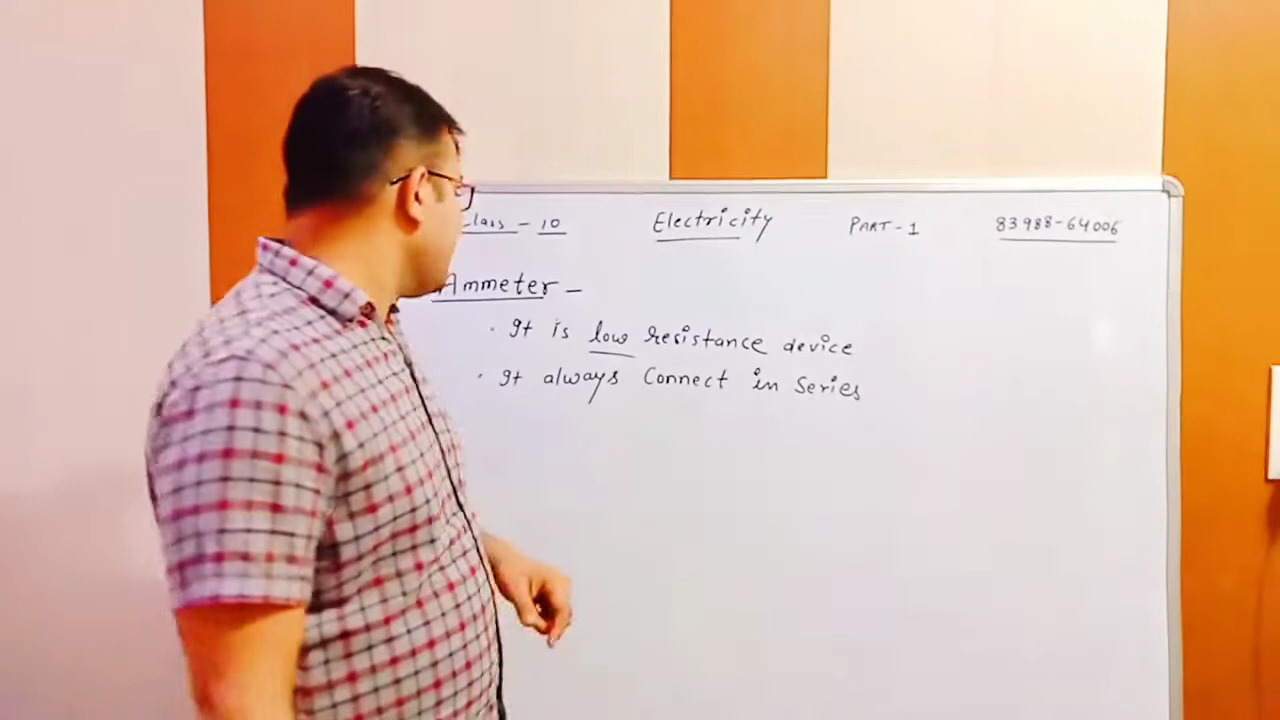 Class - 10 Electricity PART - 1 83988-64006
Ammeter -
· It is low resistance device
· It always Connect in Series